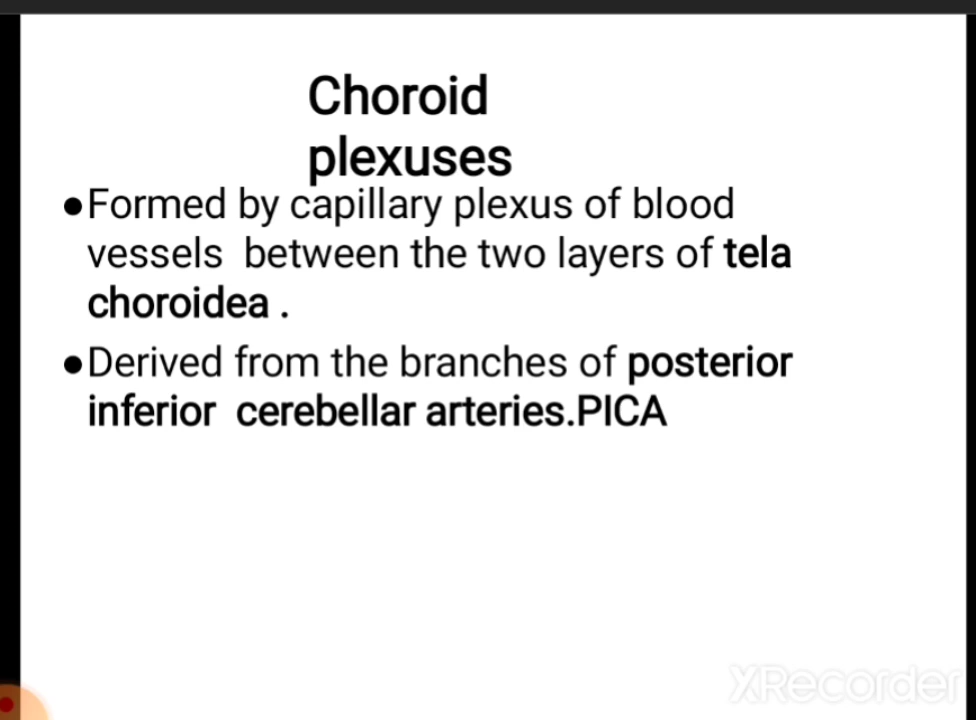 Choroid
plexuses
●Formed by capillary plexus of blood
vessels between the two layers of tela
choroidea .
●Derived from the branches of posterior
inferior cerebellar arteries.PICA
XRecorder